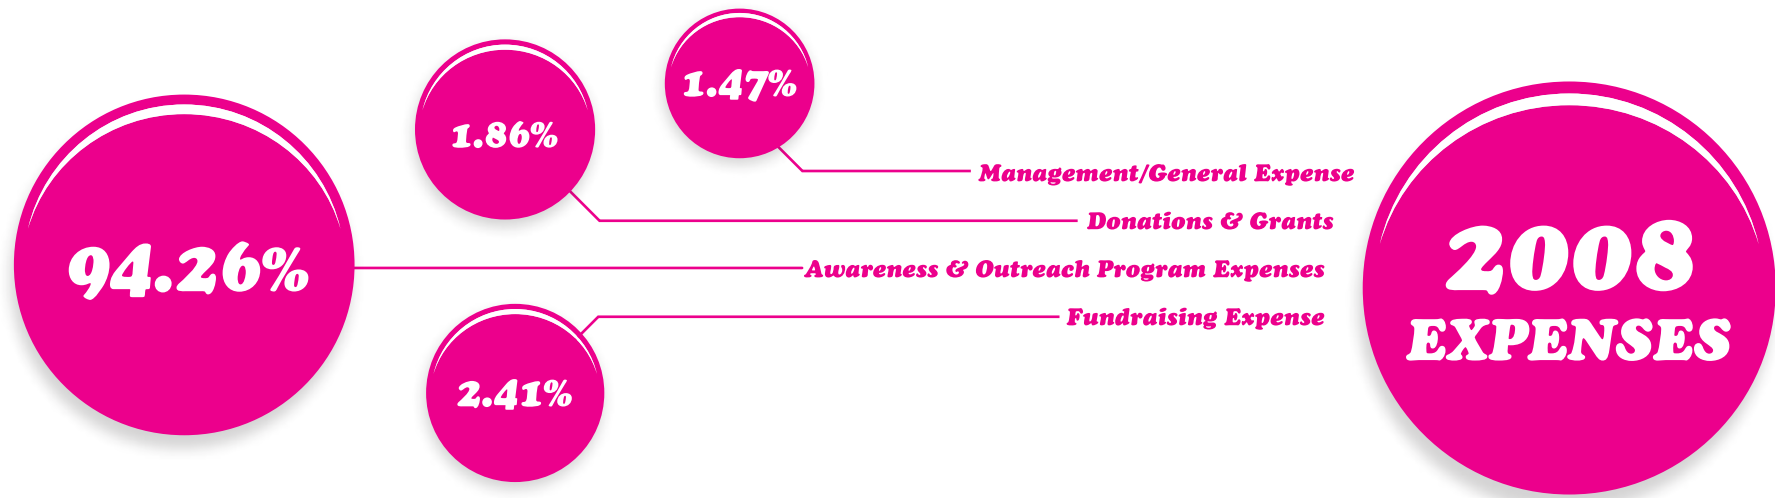 1.47%
1.86%
94.26%
2.41%
Management/General Expense
Donations & Grants
Awareness & Outreach Program Expenses
Fundraising Expense
2008
EXPENSES